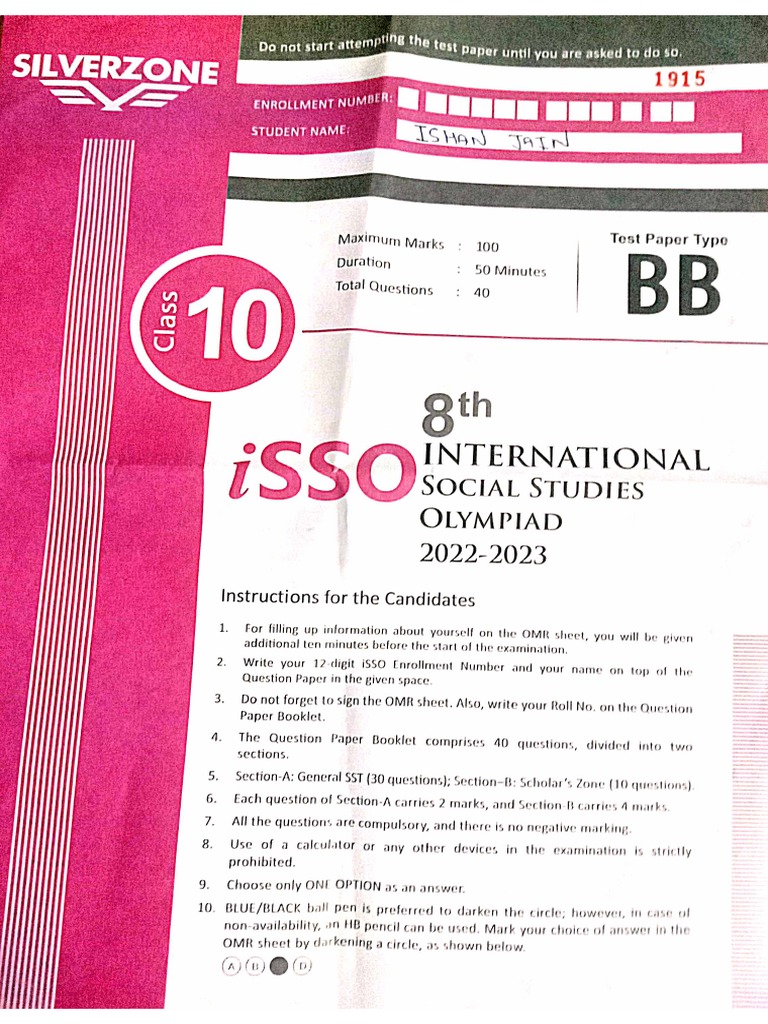 SILVERZONE
Do not start attempting the test paper until you are asked to do so.
1915
ENROLLMENT NUMBER:
STUDENT NAME:
ISHAN JAIN
Maximum Marks : 100
Duration : 50 Minutes
Total Questions : 40
Test Paper Type
BB
Class 10
8th
iSSO INTERNATIONAL
SOCIAL STUDIES
OLYMPIAD
2022-2023
Instructions for the Candidates
1. For filling up information about yourself on the OMR sheet, you will be given
additional ten minutes before the start of the examination.
2. Write your 12-digit iSSO Enrollment Number and your name on top of the
Question Paper in the given space.
3. Do not forget to sign the OMR sheet. Also, write your Roll No. on the Question
Paper Booklet.
4. The Question Paper Booklet comprises 40 questions, divided into two
sections.
5. Section-A: General SST (30 questions); Section–B: Scholar's Zone (10 questions).
6. Each question of Section-A carries 2 marks, and Section-B carries 4 marks.
7. All the questions are compulsory, and there is no negative marking.
8. Use of a calculator or any other devices in the examination is strictly
prohibited.
9. Choose only ONE OPTION as an answer.
10. BLUE/BLACK ball pen is preferred to darken the circle; however, in case of
non-availability, an HB pencil can be used. Mark your choice of answer in the
OMR sheet by darkening a circle, as shown below.
A B D